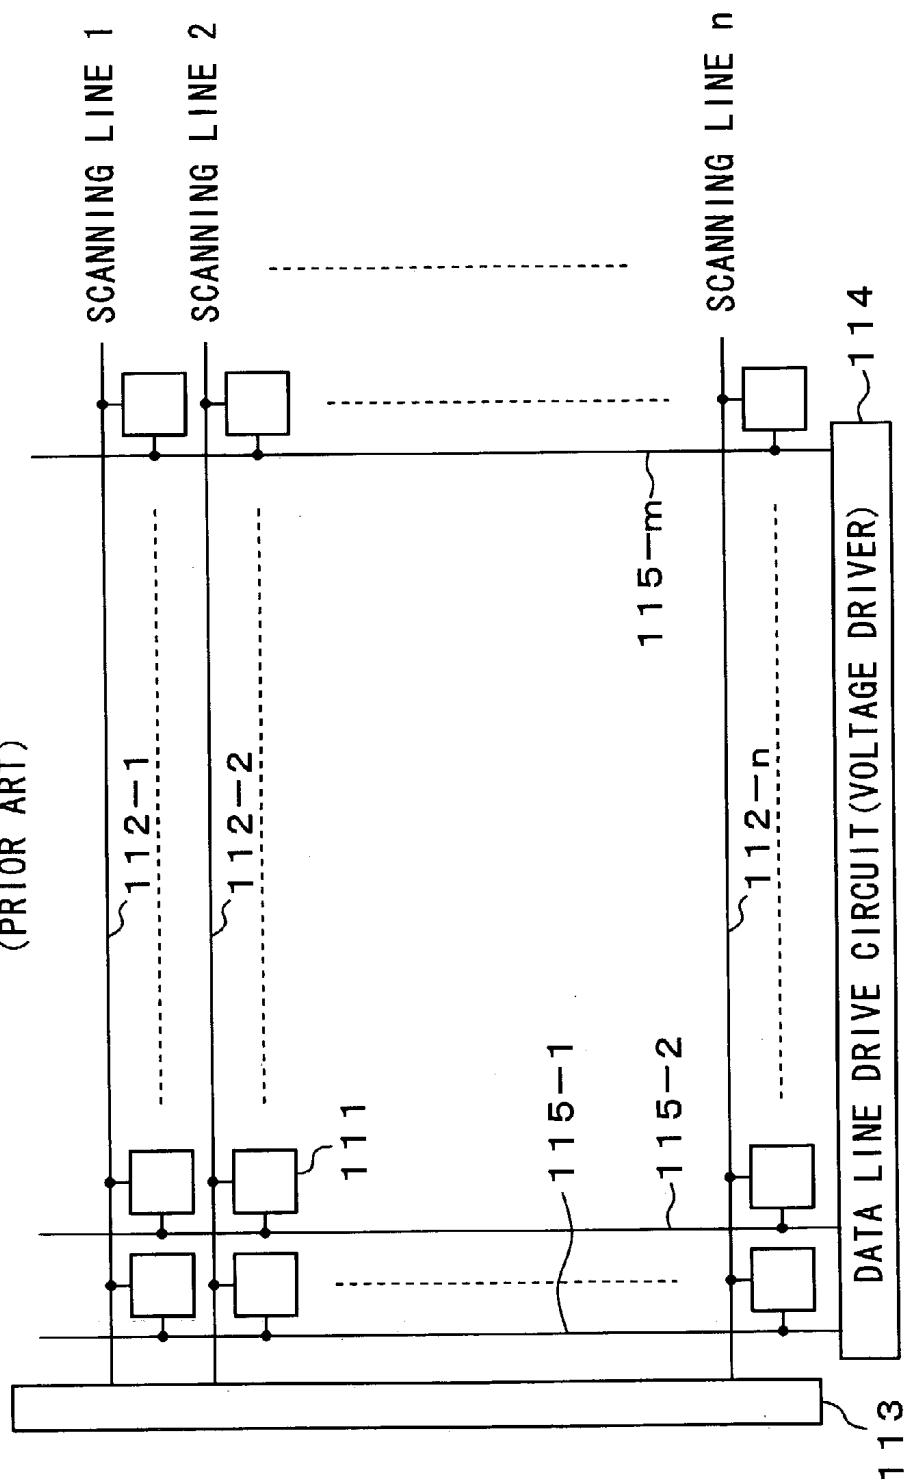 (PRIOR ART)
SCANNING LINE 1
SCANNING LINE 2
SCANNING LINE n
112-1
112-2
112-n
111
115-1
115-2
115-m
DATA LINE DRIVE CIRCUIT(VOLTAGE DRIVER)
114
113